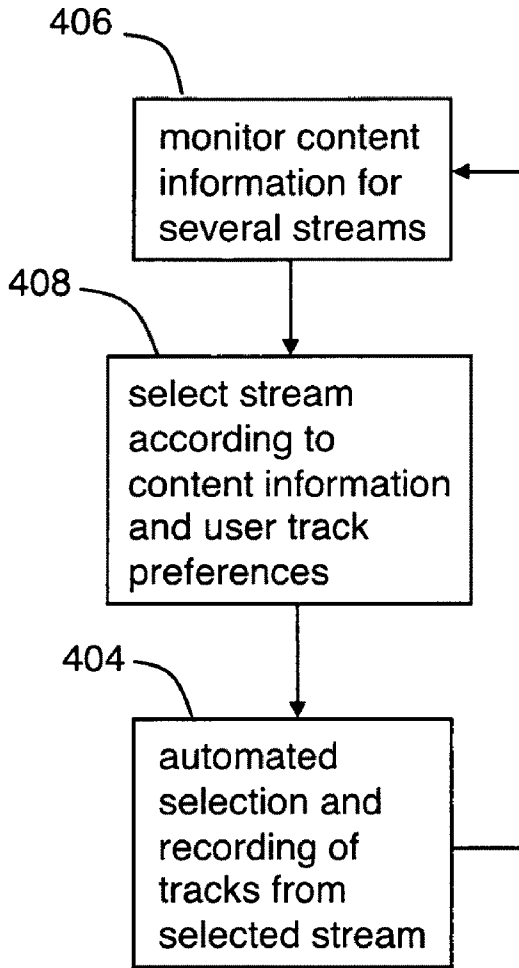 406
monitor content
information for
several streams
408
select stream
according to
content information
and user track
preferences
404
automated
selection and
recording of
tracks from
selected stream